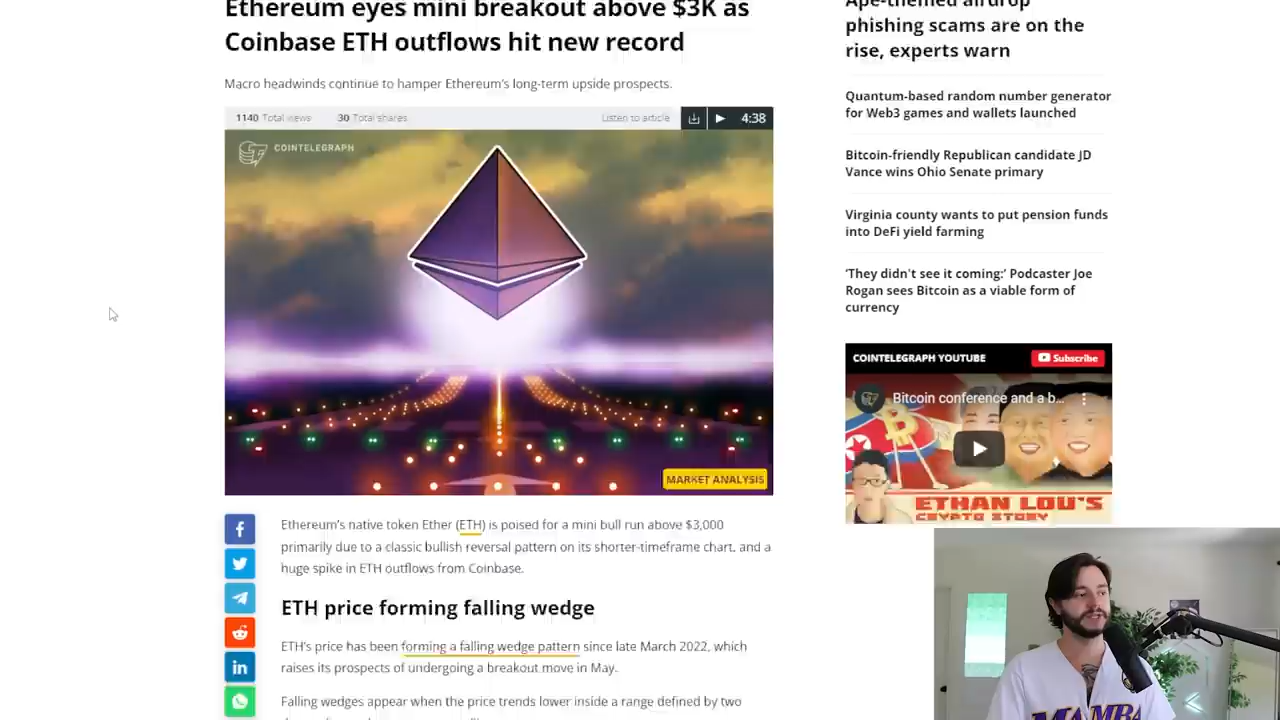 Ethereum eyes mini breakout above $3K as
Coinbase ETH outflows hit new record
Macro headwinds continue to hamper Ethereum's long-term upside prospects.
1140 Total views 30 Total shares Listen to article 4:38
COINTELEGRAPH
MARKET ANALYSIS
Ethereum's native token Ether (ETH) is poised for a mini bull run above $3,000
primarily due to a classic bullish reversal pattern on its shorter-timeframe chart, and a
huge spike in ETH outflows from Coinbase.
ETH price forming falling wedge
ETH's price has been forming a falling wedge pattern since late March 2022, which
raises its prospects of undergoing a breakout move in May.
Falling wedges appear when the price trends lower inside a range defined by two
Ape-themed airdrop
phishing scams are on the
rise, experts warn
Quantum-based random number generator
for Web3 games and wallets launched
Bitcoin-friendly Republican candidate JD
Vance wins Ohio Senate primary
Virginia county wants to put pension funds
into DeFi yield farming
'They didn't see it coming:' Podcaster Joe
Rogan sees Bitcoin as a viable form of
currency
COINTELEGRAPH YOUTUBE Subscribe
Bitcoin conference and a b...
ETHAN LOU'S
CRYPTO STORY
MAMBA